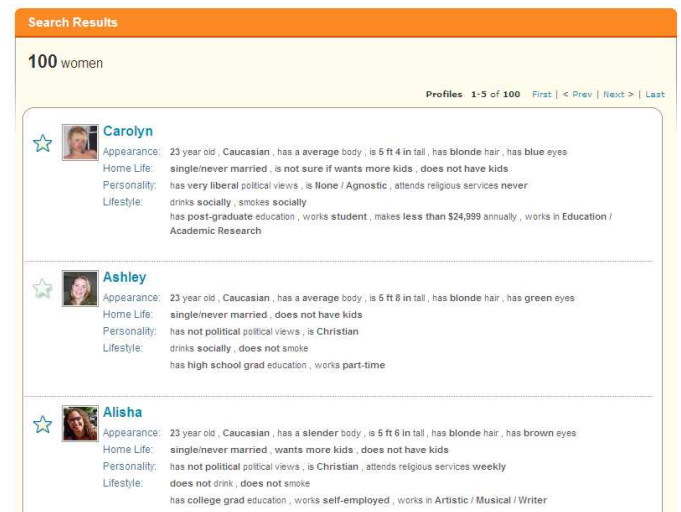 Search Results
100 women
Profiles 1-5 of 100 First | < Prev | Next > | Last
Carolyn
Appearance: 23 year old , Caucasian , has a average body , is 5 ft 4 in tall , has blonde hair , has blue eyes
Home Life: single/never married , is not sure if wants more kids , does not have kids
Personality: has very liberal political views , is None / Agnostic , attends religious services never
Lifestyle: drinks socially , smokes socially
has post-graduate education , works student , makes less than $24,999 annually , works in Education /
Academic Research
Ashley
Appearance: 23 year old , Caucasian , has a average body , is 5 ft 8 in tall , has blonde hair , has green eyes
Home Life: single/never married , does not have kids
Personality: has not political political views , is Christian
Lifestyle: drinks socially , does not smoke
has high school grad education , works part-time
Alisha
Appearance: 23 year old , Caucasian , has a slender body , is 5 ft 6 in tall , has blonde hair , has brown eyes
Home Life: single/never married , wants more kids , does not have kids
Personality: has not political political views , is Christian , attends religious services weekly
Lifestyle: does not drink , does not smoke
has college grad education , works self-employed , works in Artistic / Musical / Writer